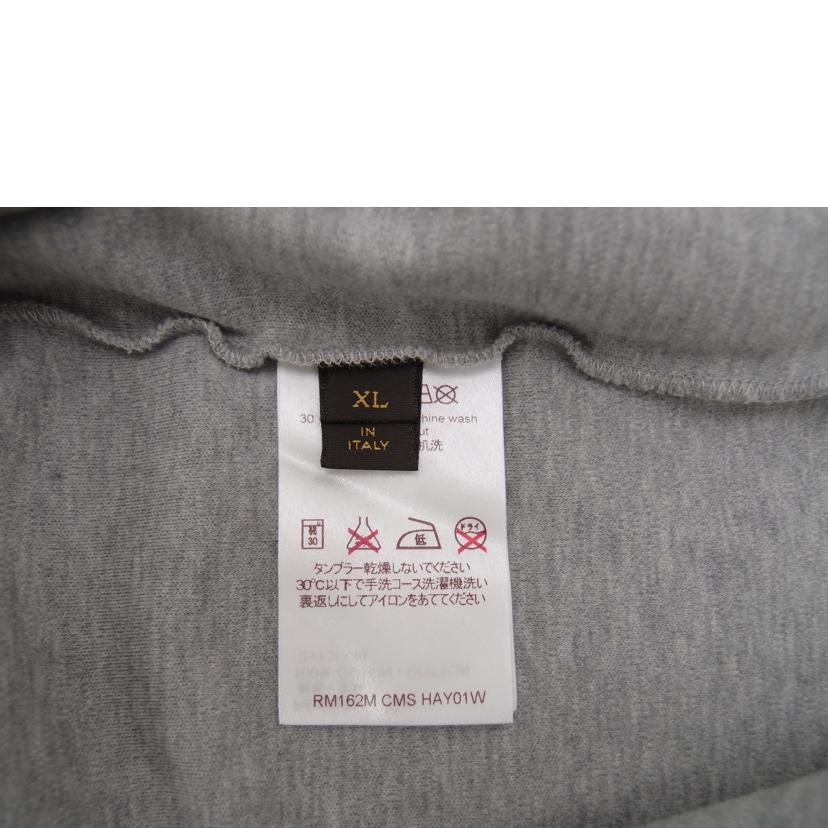 XL
IN
ITALY
30°
hine wash
ut
机洗
30
低
ドライ
タンブラー乾燥しないでください
30℃以下で手洗コース洗濯機洗い
裏返しにしてアイロンをあててください
RM162M CMS HAY01W